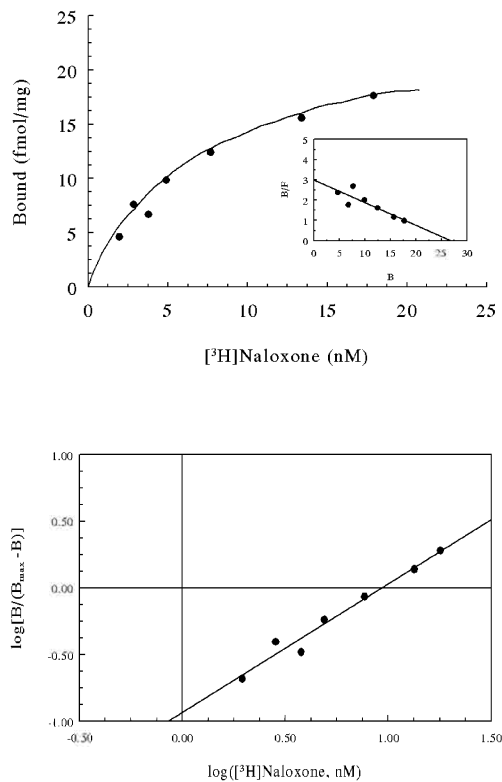 25
20
15
10
5
0
Bound (fmol/mg)
5
4
3
2
1
0
B/F
0 5 10 15 20 25 30
B
0 5 10 15 20 25
[³H]Naloxone (nM)
1.00
0.50
0.00
-0.50
-1.00
log[B/(Bmax -B)]
-0.50 0.00 0.50 1.00 1.50
log([³H]Naloxone, nM)